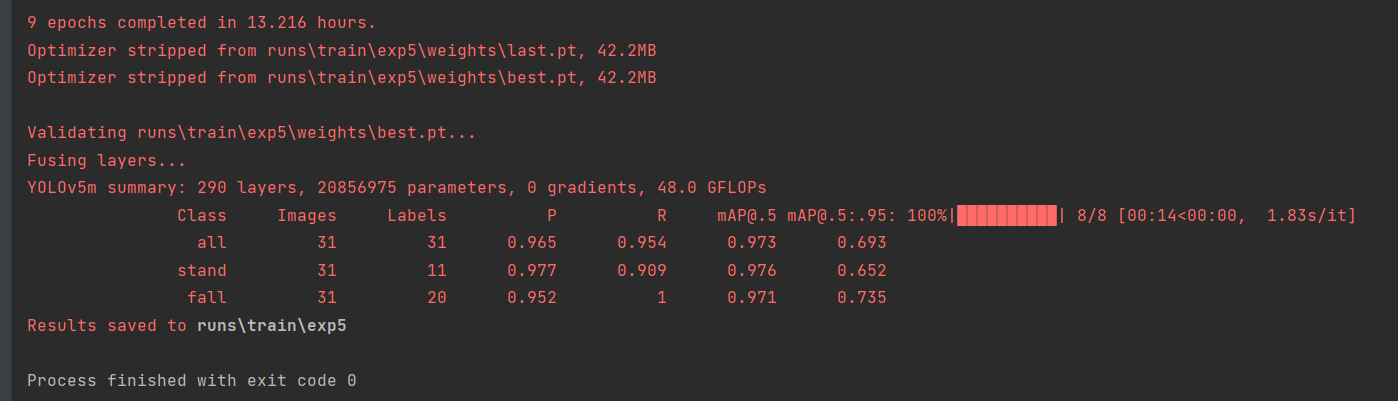 9 epochs completed in 13.216 hours.
Optimizer stripped from runs\train\exp5\weights\last.pt, 42.2MB
Optimizer stripped from runs\train\exp5\weights\best.pt, 42.2MB
Validating runs\train\exp5\weights\best.pt...
Fusing layers...
YOLOv5m summary: 290 layers, 20856975 parameters, 0 gradients, 48.0 GFLOPs
Class Images Labels P R mAP@.5 mAP@.5:.95: 100%|██████████| 8/8 [00:14<00:00, 1.83s/it]
all 31 31 0.965 0.954 0.973 0.693
stand 31 11 0.977 0.909 0.976 0.652
fall 31 20 0.952 1 0.971 0.735
Results saved to runs\train\exp5
Process finished with exit code 0